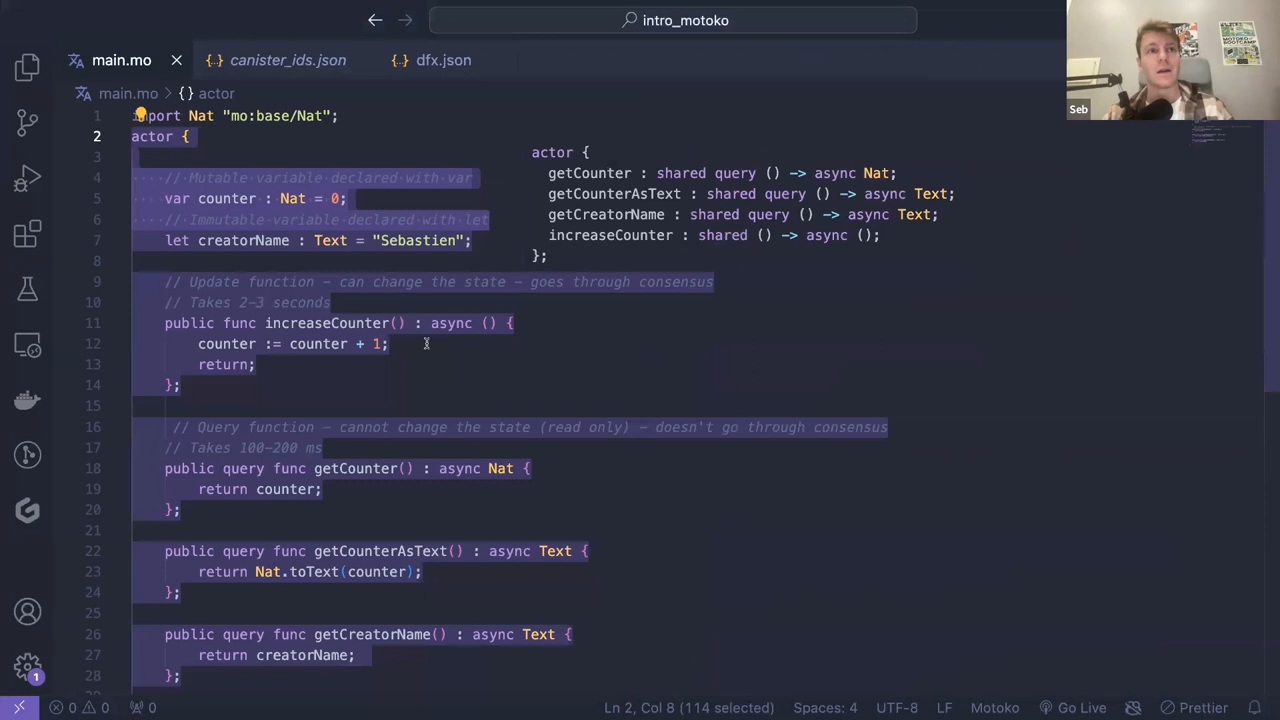 intro_motoko
main.mo
canister_ids.json
dfx.json
main.mo > actor
1 import Nat "mo:base/Nat";
2 actor {
3
4 // Mutable variable declared with var
5 var counter : Nat = 0;
6 // Immutable variable declared with let
7 let creatorName : Text = "Sebastien";
8
9 // Update function – can change the state – goes through consensus
10 // Takes 2-3 seconds
11 public func increaseCounter() : async () {
12 counter := counter + 1;
13 return;
14 };
15
16 // Query function – cannot change the state (read only) – doesn't go through consensus
17 // Takes 100-200 ms
18 public query func getCounter() : async Nat {
19 return counter;
20 };
21
22 public query func getCounterAsText() : async Text {
23 return Nat.toText(counter);
24 };
25
26 public query func getCreatorName() : async Text {
27 return creatorName;
28 };
actor {
getCounter : shared query () -> async Nat;
getCounterAsText : shared query () -> async Text;
getCreatorName : shared query () -> async Text;
increaseCounter : shared () -> async ();
};
Seb
MOTOKO
BOOTCAMP
1
0 0 0
Ln 2, Col 8 (114 selected)
Spaces: 4
UTF-8
LF
Motoko
Go Live
Prettier